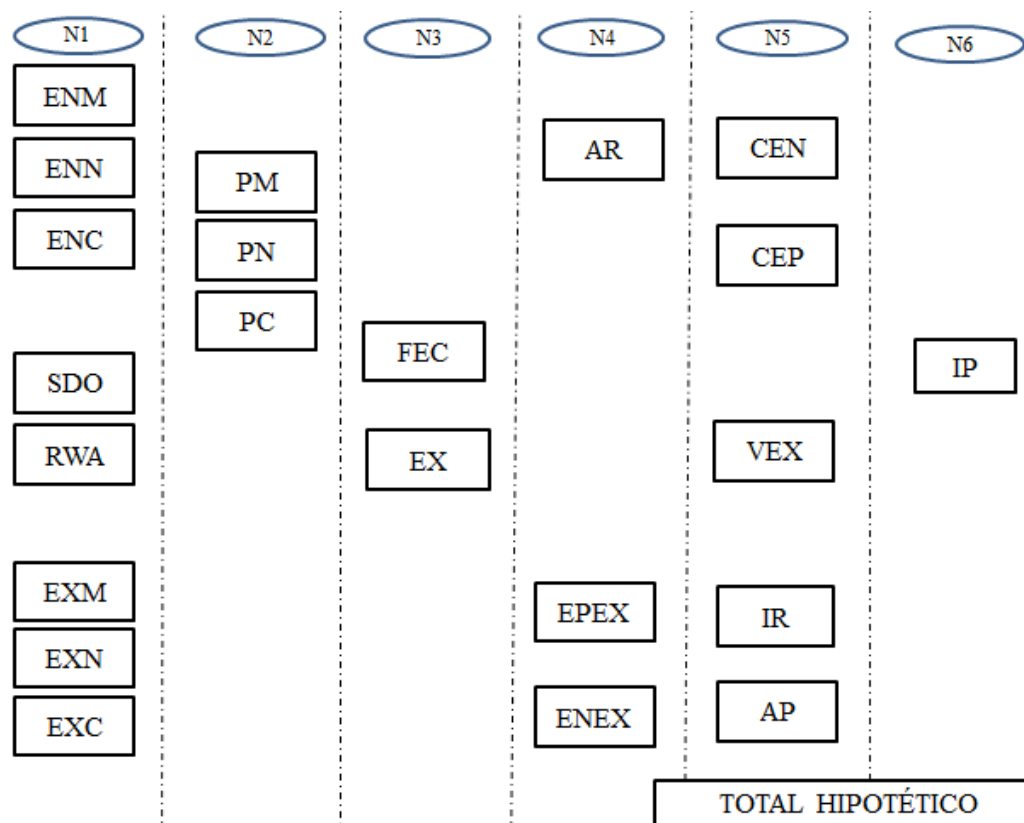 N1
N2
N3
N4
N5
N6
ENM
ENN
ENC
SDO
RWA
EXM
EXN
EXC
PM
PN
PC
FEC
EX
AR
EPEX
ENEX
CEN
CEP
VEX
IR
AP
IP
TOTAL HIPOTÉTICO